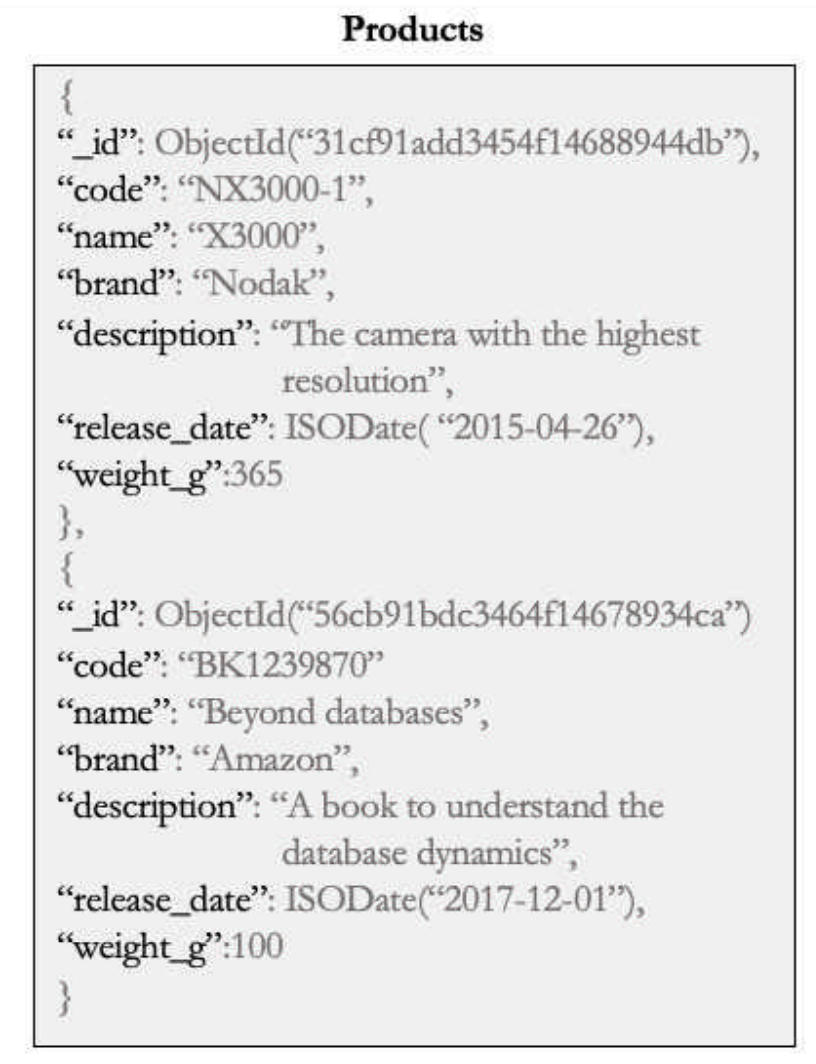 Products
{
“_id”: ObjectId(“31cf91add3454f14688944db”),
“code”: “NX3000-1”,
“name”: “X3000”,
“brand”: “Nodak”,
“description”: “The camera with the highest
resolution”,
“release_date”: ISODate( “2015-04-26”),
“weight_g”:365
},
{
“_id”: ObjectId(“56cb91bdc3464f14678934ca”)
“code”: “BK1239870”
“name”: “Beyond databases”,
“brand”: “Amazon”,
“description”: “A book to understand the
database dynamics”,
“release_date”: ISODate(“2017-12-01”),
“weight_g”:100
}